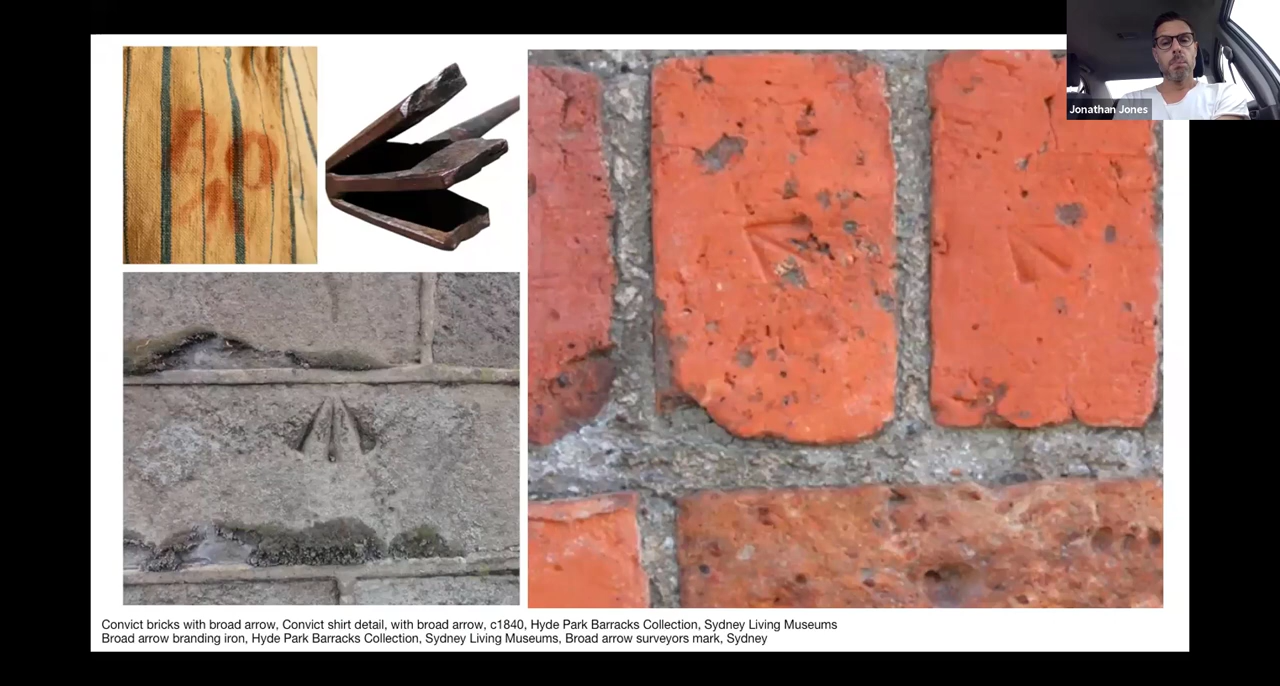 Jonathan Jones
Convict bricks with broad arrow, Convict shirt detail, with broad arrow, c1840, Hyde Park Barracks Collection, Sydney Living Museums
Broad arrow branding iron, Hyde Park Barracks Collection, Sydney Living Museums, Broad arrow surveyors mark, Sydney